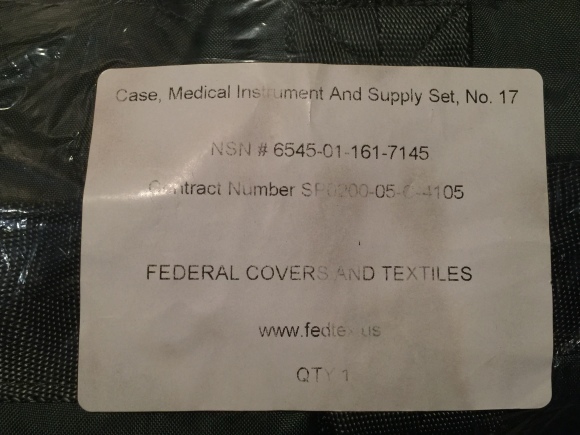 Case, Medical Instrument And Supply Set, No. 17
NSN # 6545-01-161-7145
Contract Number
FEDERAL COVERS AND TEXTILES
QTY 1